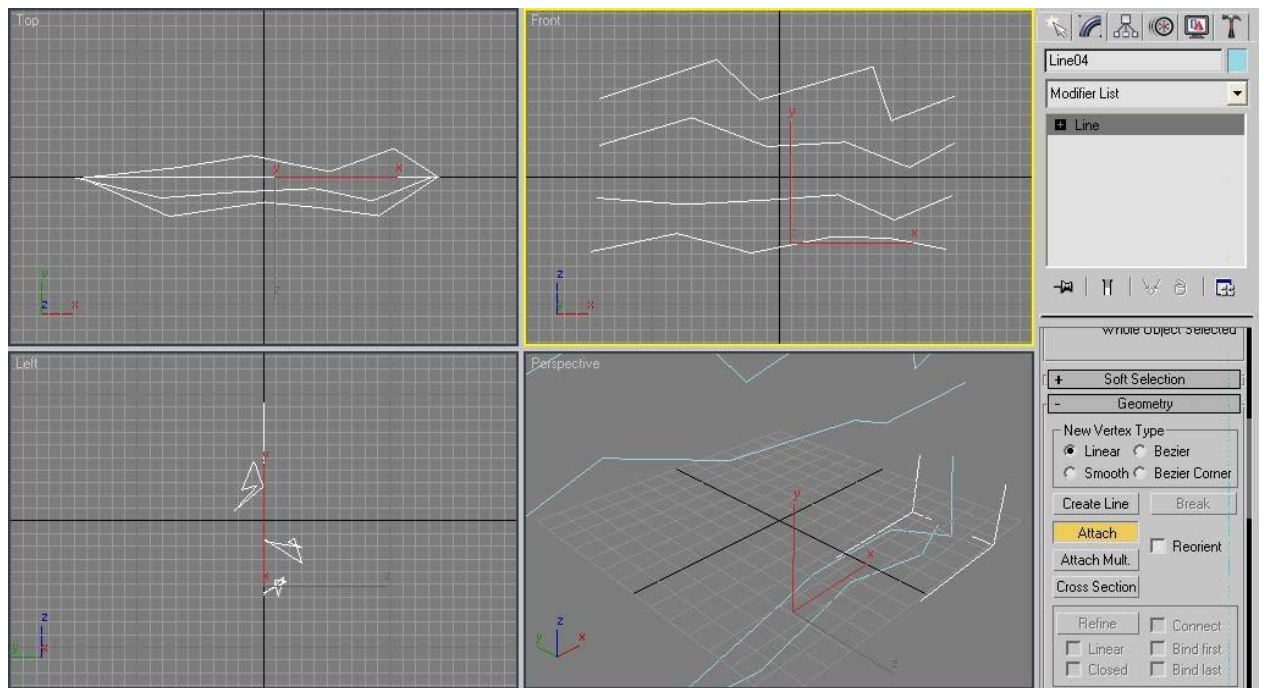 Top
Front
y
x
y
x
z
y
z
x
z
y
x
Left
Perspective
y
x
z
z
y
x
y
x
z
z
y
x
Line04
Modifier List
Line
Whole Object Selected
+ Soft Selection
- Geometry
New Vertex Type
Linear Bezier
Smooth Bezier Corner
Create Line Break
Attach
Reorient
Attach Mult.
Cross Section
Refine Connect
Linear Bind first
Closed Bind last